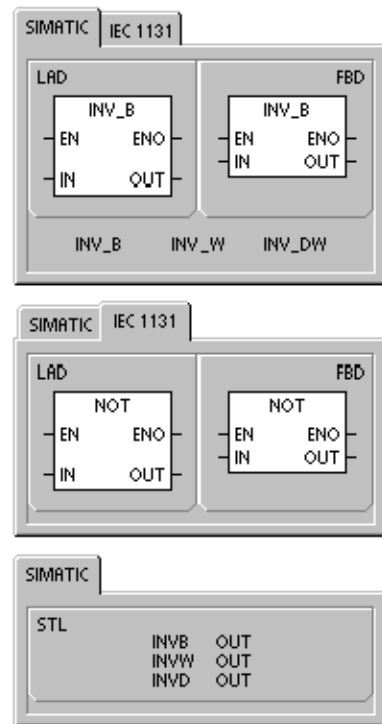 SIMATIC IEC 1131
LAD FBD
INV_B INV_B
EN ENO EN ENO
IN OUT IN OUT
INV_B INV_W INV_DW
SIMATIC IEC 1131
LAD FBD
NOT NOT
EN ENO EN ENO
IN OUT IN OUT
SIMATIC
STL
INVB OUT
INVW OUT
INVD OUT